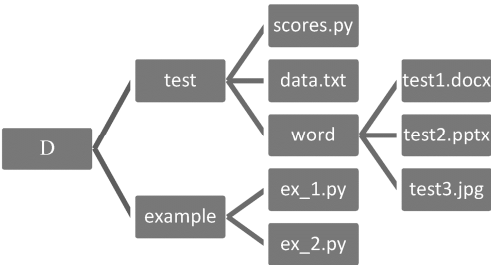 D
test
scores.py
data.txt
word
test1.docx
test2.pptx
test3.jpg
example
ex_1.py
ex_2.py